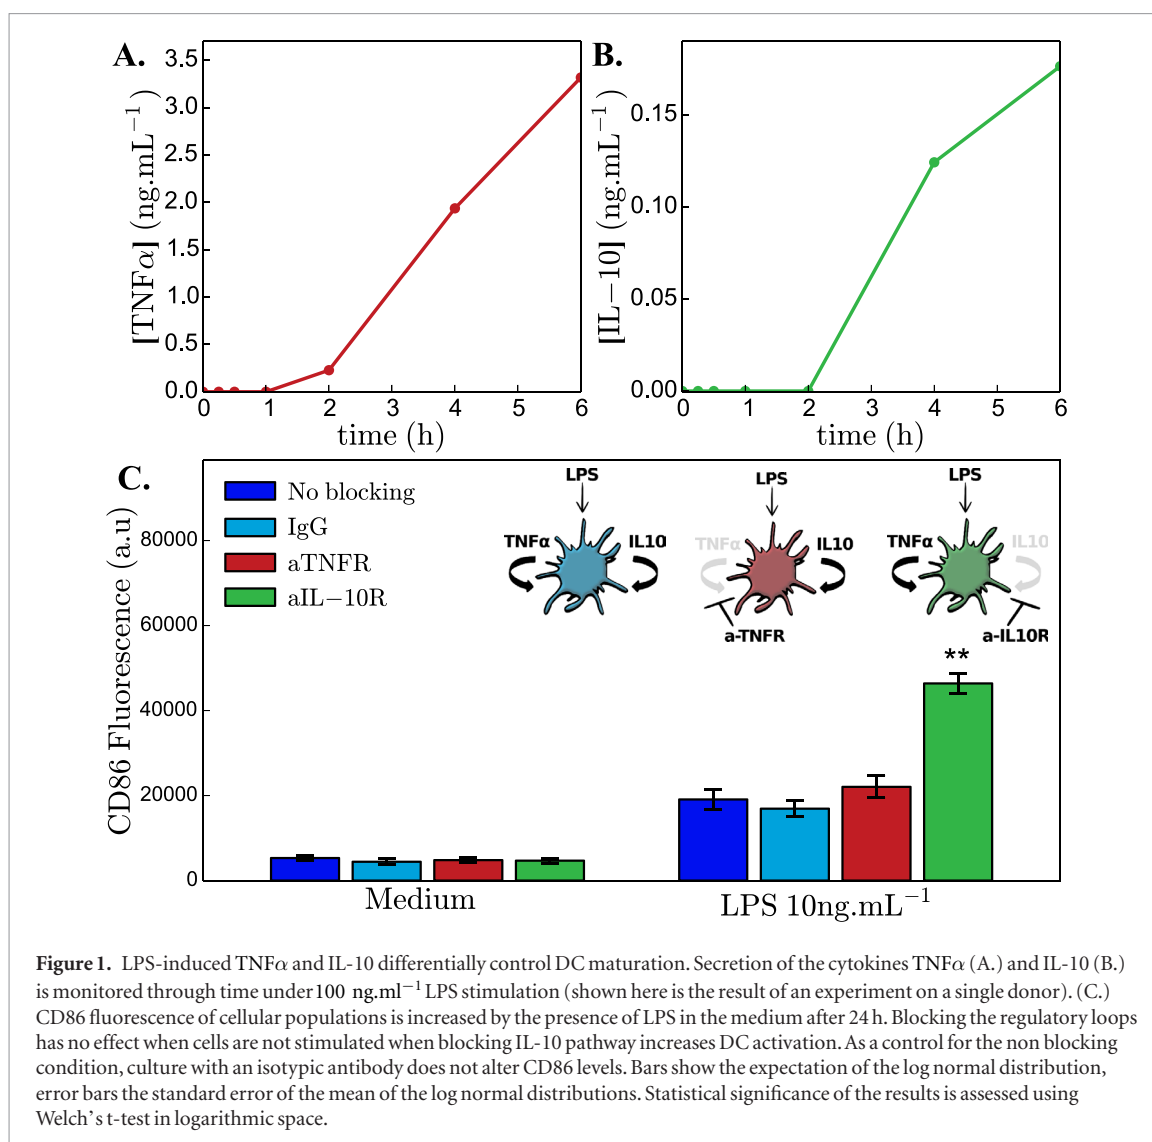 A.
[TNFα] (ng.mL−1)
3.5
3.0
2.5
2.0
1.5
1.0
0.5
0.0
0 1 2 3 4 5 6
time (h)
B.
[IL−10] (ng.mL−1)
0.15
0.10
0.05
0.00
0 1 2 3 4 5 6
time (h)
C.
CD86 Fluorescence (a.u)
80000
60000
40000
20000
0
No blocking
IgG
aTNFR
aIL−10R
LPS
TNFα IL10
LPS
TNFα IL10
a-TNFR
LPS
TNFα IL10
a-IL10R
**
Medium
LPS 10ng.mL−1
Figure 1. LPS-induced TNFα and IL-10 differentially control DC maturation. Secretion of the cytokines TNFα (A.) and IL-10 (B.)
is monitored through time under 100 ng.ml−1 LPS stimulation (shown here is the result of an experiment on a single donor). (C.)
CD86 fluorescence of cellular populations is increased by the presence of LPS in the medium after 24 h. Blocking the regulatory loops
has no effect when cells are not stimulated when blocking IL-10 pathway increases DC activation. As a control for the non blocking
condition, culture with an isotypic antibody does not alter CD86 levels. Bars show the expectation of the log normal distribution,
error bars the standard error of the mean of the log normal distributions. Statistical significance of the results is assessed using
Welch's t-test in logarithmic space.